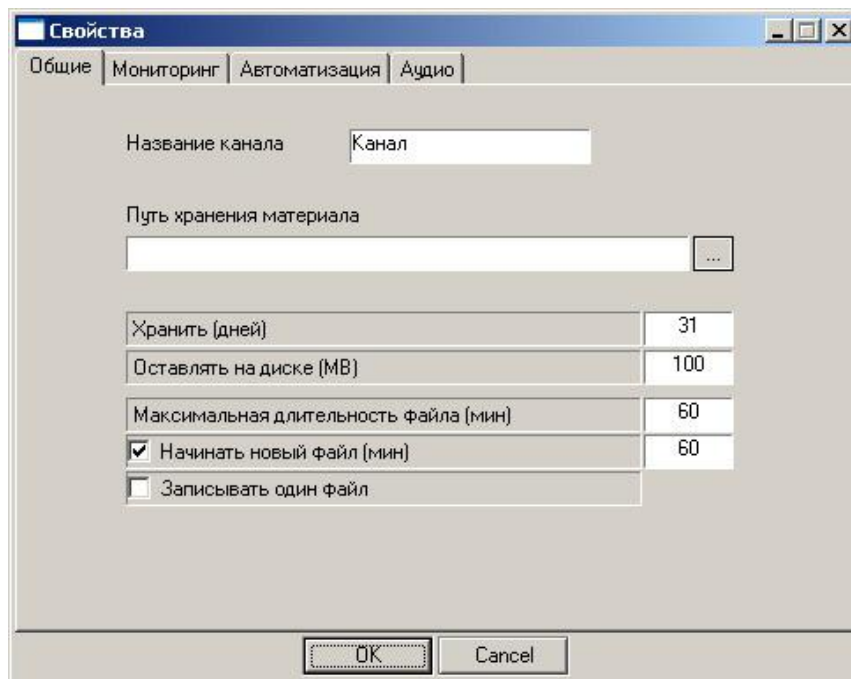 Свойства
Общие Мониторинг Автоматизация Аудио
Название канала Канал
Путь хранения материала
...
Хранить (дней) 31
Оставлять на диске (MB) 100
Максимальная длительность файла (мин) 60
Начинать новый файл (мин) 60
Записывать один файл
OK Cancel